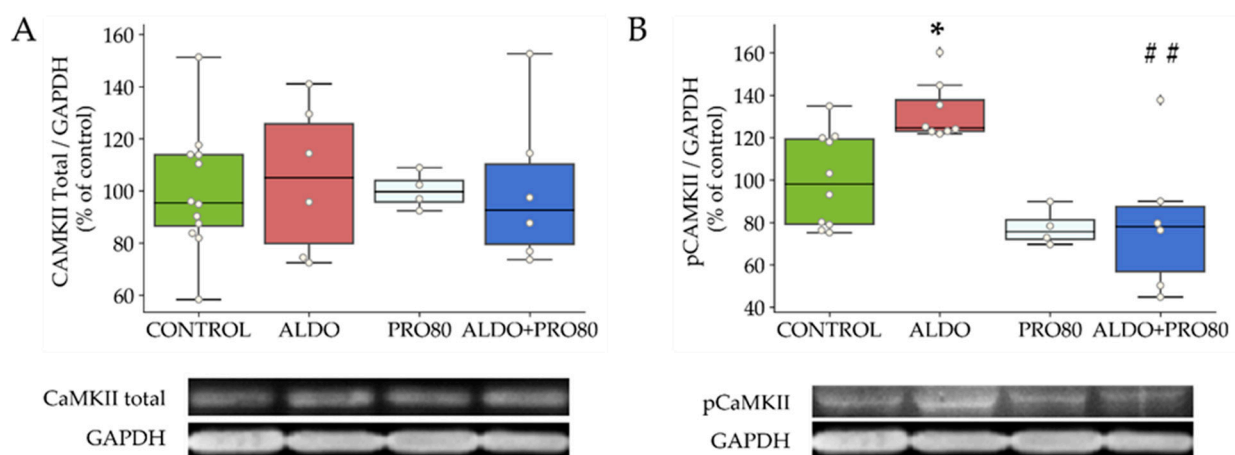 A
CAMKII Total / GAPDH
(% of control)
160
140
120
100
80
60
CONTROL ALDO PRO80 ALDO+PRO80
CaMKII total
GAPDH
B
pCAMKII / GAPDH
(% of control)
160
140
120
100
80
60
40
*
# #
CONTROL ALDO PRO80 ALDO+PRO80
pCaMKII
GAPDH